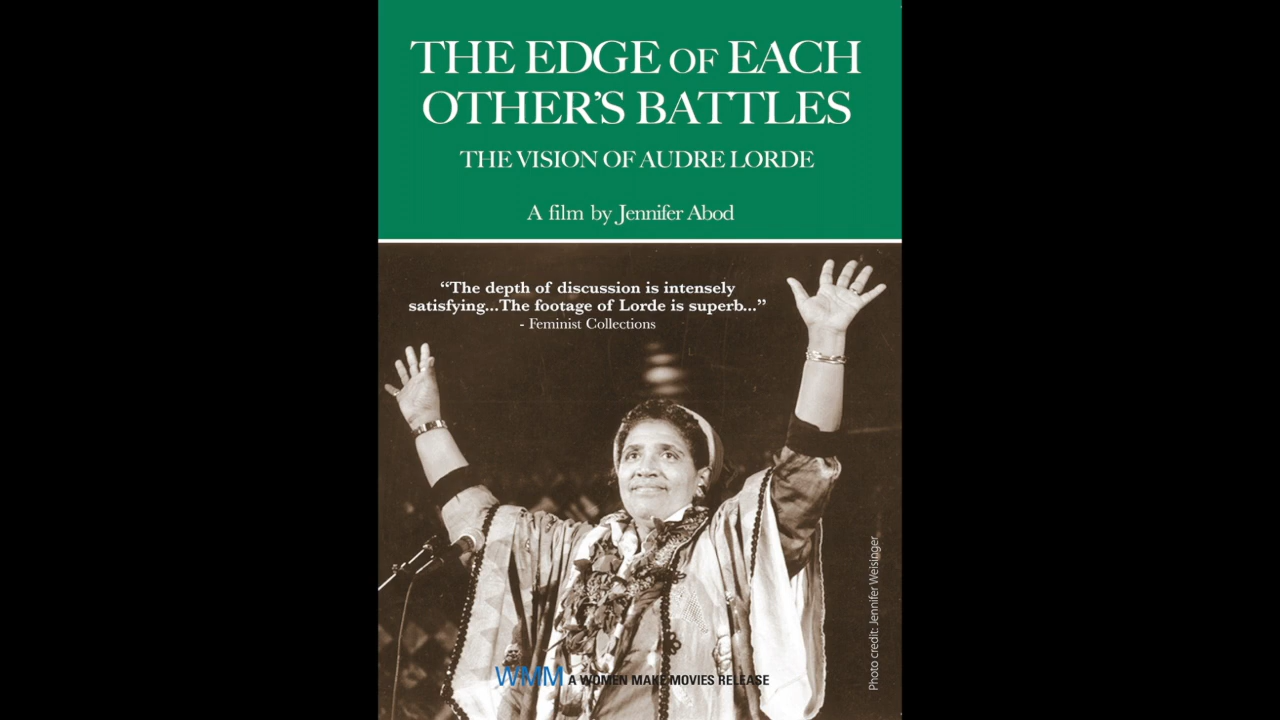 THE EDGE OF EACH
OTHER'S BATTLES
THE VISION OF AUDRE LORDE
A film by Jennifer Abod
“The depth of discussion is intensely
satisfying...The footage of Lorde is superb...”
- Feminist Collections
WMM A WOMEN MAKE MOVIES RELEASE
Photo credit: Jennifer Weisinger